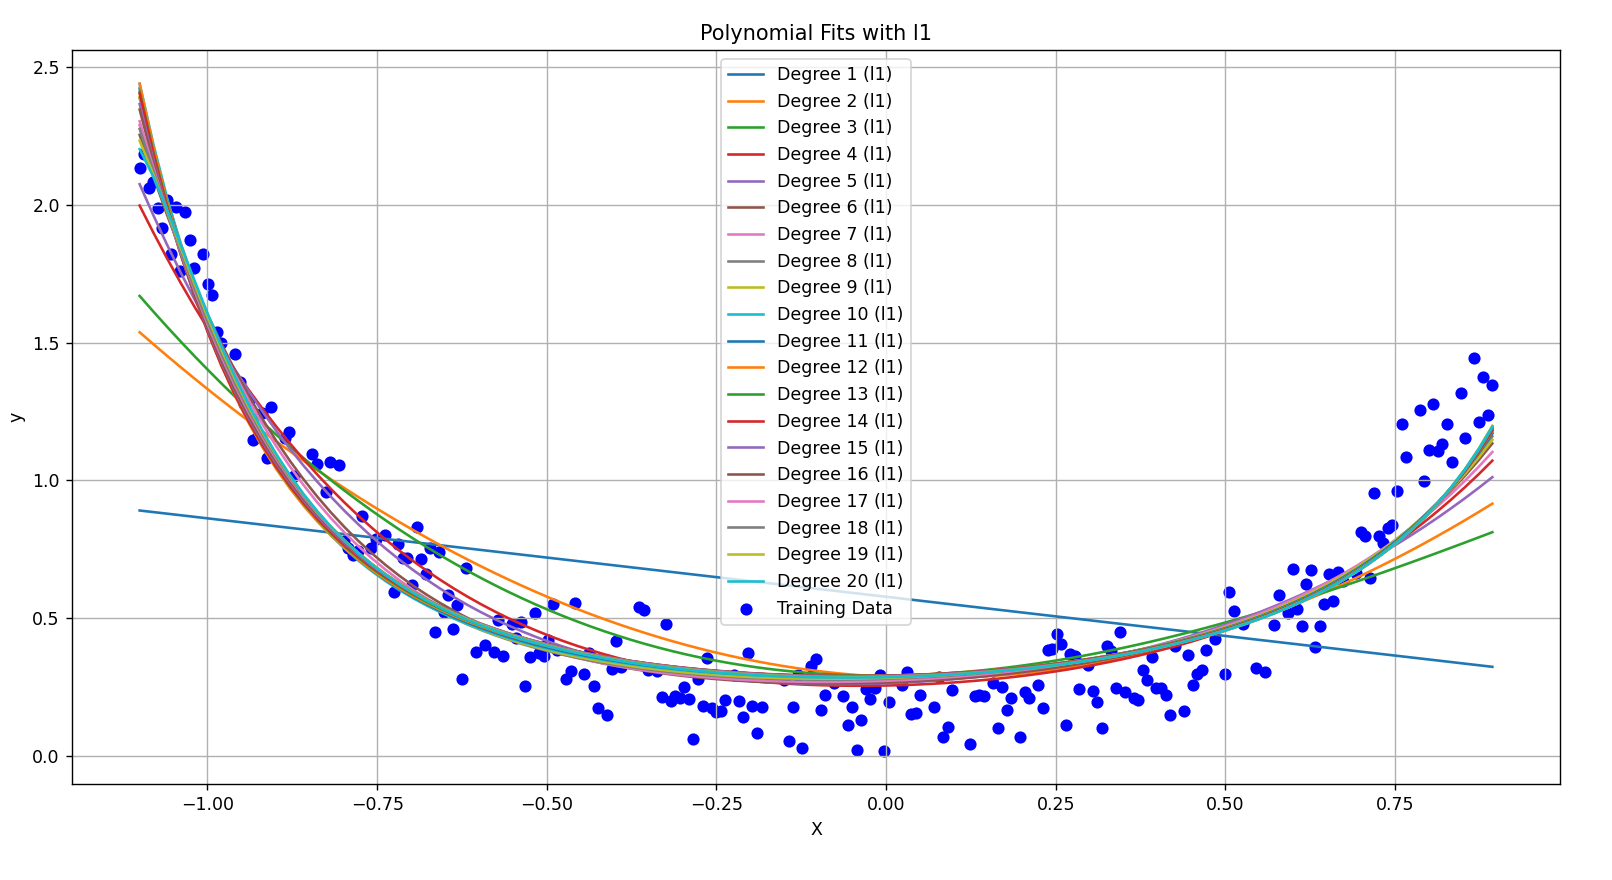 Polynomial Fits with l1
2.5
2.0
1.5
1.0
0.5
0.0
y
Degree 1 (l1)
Degree 2 (l1)
Degree 3 (l1)
Degree 4 (l1)
Degree 5 (l1)
Degree 6 (l1)
Degree 7 (l1)
Degree 8 (l1)
Degree 9 (l1)
Degree 10 (l1)
Degree 11 (l1)
Degree 12 (l1)
Degree 13 (l1)
Degree 14 (l1)
Degree 15 (l1)
Degree 16 (l1)
Degree 17 (l1)
Degree 18 (l1)
Degree 19 (l1)
Degree 20 (l1)
Training Data
−1.00 −0.75 −0.50 −0.25 0.00 0.25 0.50 0.75
X